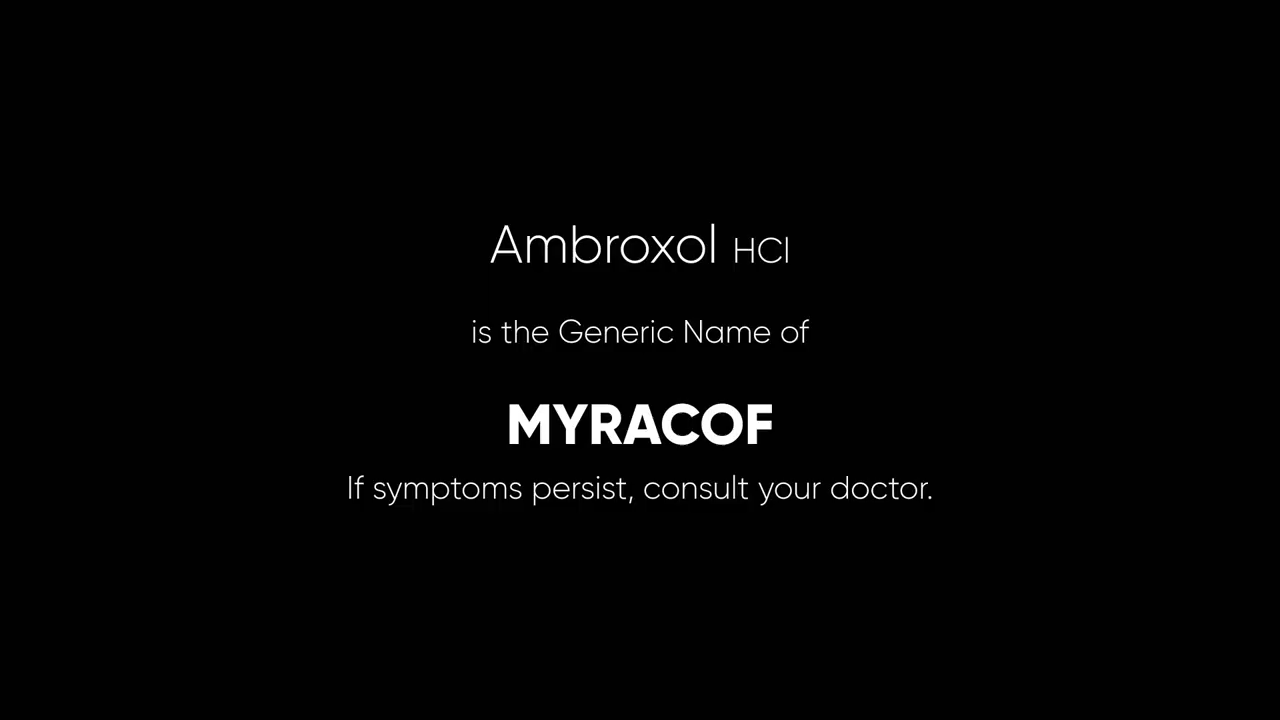 Ambroxol HCl
is the Generic Name of
MYRACOF
If symptoms persist, consult your doctor.